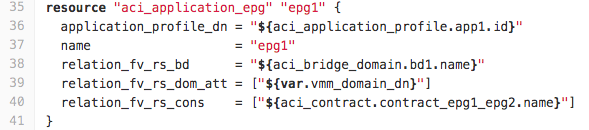 35 resource "aci_application_epg" "epg1" {
36 application_profile_dn = "${aci_application_profile.app1.id}"
37 name = "epg1"
38 relation_fv_rs_bd = "${aci_bridge_domain.bd1.name}"
39 relation_fv_rs_dom_att = ["${var.vmm_domain_dn}"]
40 relation_fv_rs_cons = ["${aci_contract.contract_epg1_epg2.name}"]
41 }